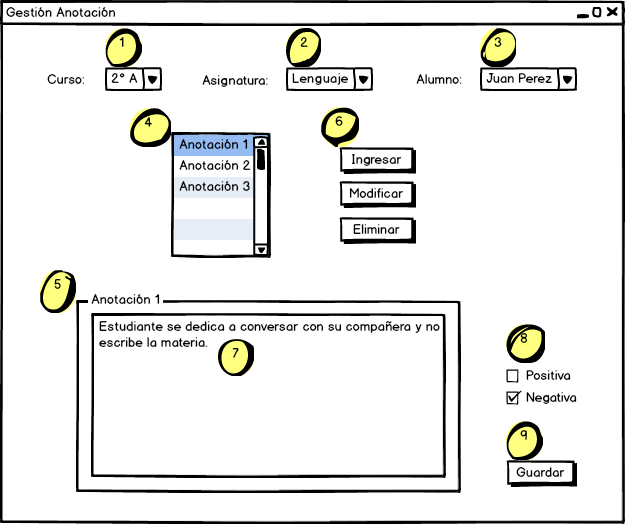 Gestión Anotación
1
2
3
Curso: 2° A Asignatura: Lenguaje Alumno: Juan Perez
4
6
Anotación 1
Anotación 2
Anotación 3
Ingresar
Modificar
Eliminar
5
Anotación 1
Estudiante se dedica a conversar con su compañera y no
escribe la materia.
7
8
Positiva
Negativa
9
Guardar